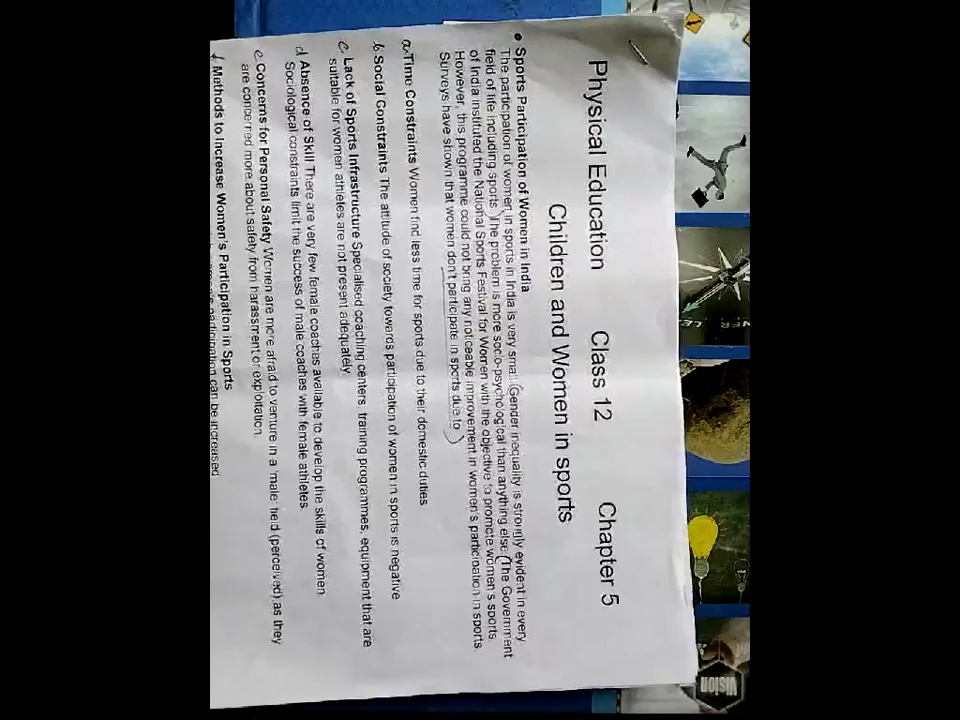 Physical Education Class 12 Chapter 5
Children and Women in sports
• Sports Participation of Women in India
The participation of women in sports in India is very small (Gender inequality is strongly evident in every
field of life including sports.) The problem is more socio-psychological than anything else (The Government
of India instituted the National Sports Festival for Women with the objective to promote women's sports
However, this programme could not bring any noticeable improvement in women's participation in sports
Surveys have shown that women don't participate in sports due to )
a. Time Constraints Women find less time for sports due to their domestic duties
b. Social Constraints The attitude of society towards participation of women in sports is negative
c. Lack of Sports Infrastructure Specialised coaching centers, training programmes, equipment that are
suitable for women athletes are not present adequately
d Absence of Skill There are very few female coaches available to develop the skills of women
Sociological constraints limit the success of male coaches with female athletes
e. Concerns for Personal Safety Women are more afraid to venture in a 'male' field (perceived) as they
are concerned more about safety from harassment or exploitation.
Methods to Increase Women's Participation in Sports
participation can be increased
VISION